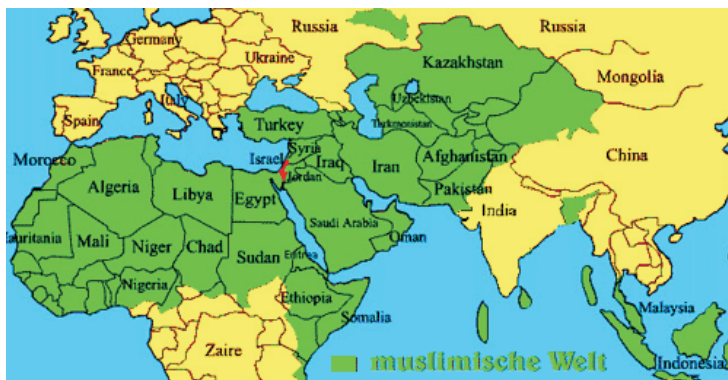 Russia
Russia
Germany
Ukraine
Kazakhstan
France
Mongolia
Italy
Uzbekistan
Spain
Turkey
Turkmenistan
Morocco
Israel
Syria
Iraq
Iran
Afghanistan
China
Jordan
Algeria
Libya
Egypt
Pakistan
India
Saudi Arabia
Mauritania
Mali
Niger
Chad
Sudan
Eritrea
Oman
Nigeria
Ethiopia
Somalia
Malaysia
Zaire
muslimische Welt
Indonesia